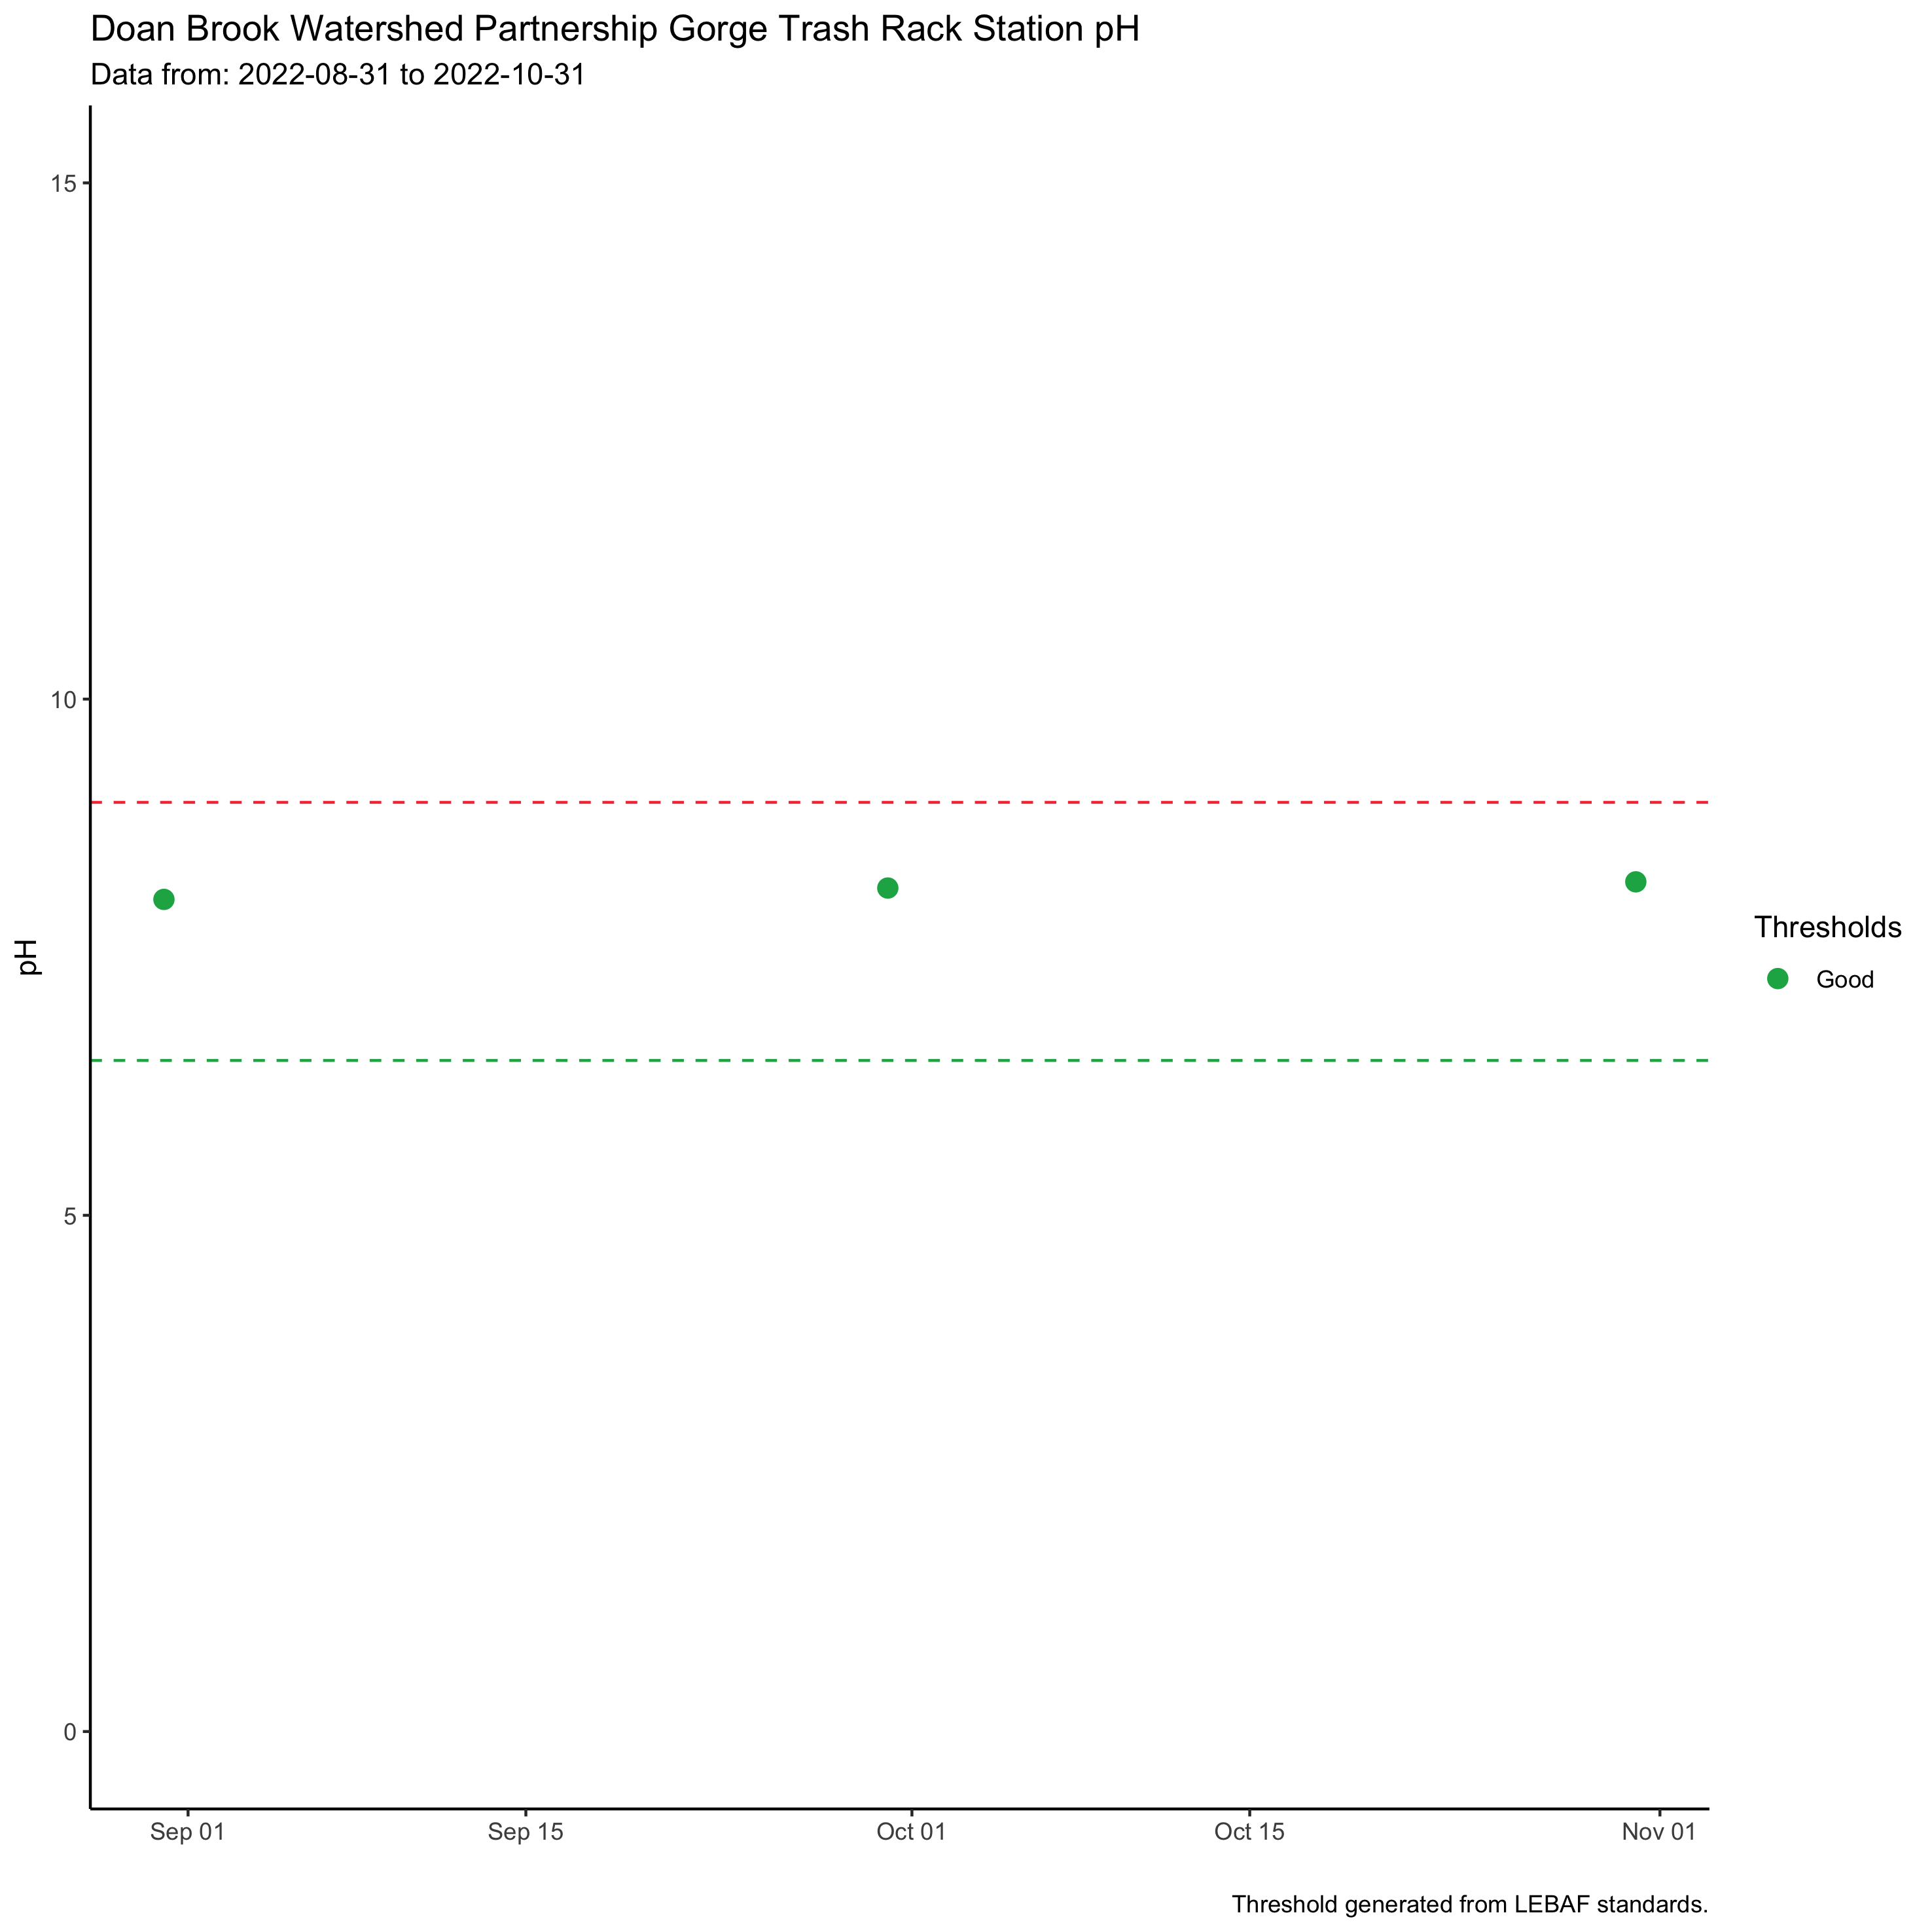 Doan Brook Watershed Partnership Gorge Trash Rack Station pH
Data from: 2022-08-31 to 2022-10-31
15
10
5
0
pH
Sep 01
Sep 15
Oct 01
Oct 15
Nov 01
Thresholds
Good
Threshold generated from LEBAF standards.